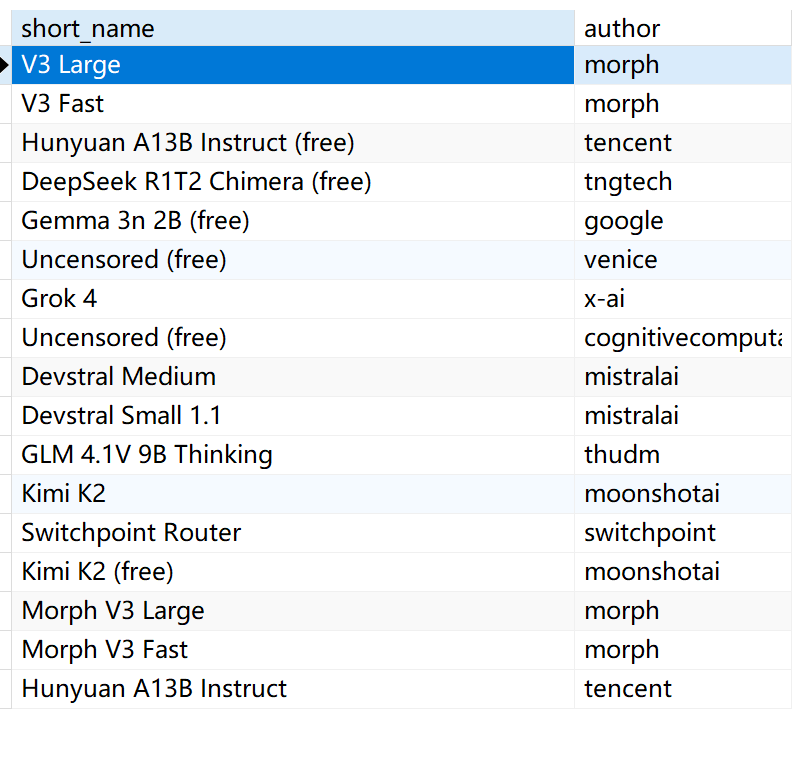 short_name author
V3 Large morph
V3 Fast morph
Hunyuan A13B Instruct (free) tencent
DeepSeek R1T2 Chimera (free) tngtech
Gemma 3n 2B (free) google
Uncensored (free) venice
Grok 4 x-ai
Uncensored (free) cognitivecomputa
Devstral Medium mistralai
Devstral Small 1.1 mistralai
GLM 4.1V 9B Thinking thudm
Kimi K2 moonshotai
Switchpoint Router switchpoint
Kimi K2 (free) moonshotai
Morph V3 Large morph
Morph V3 Fast morph
Hunyuan A13B Instruct tencent